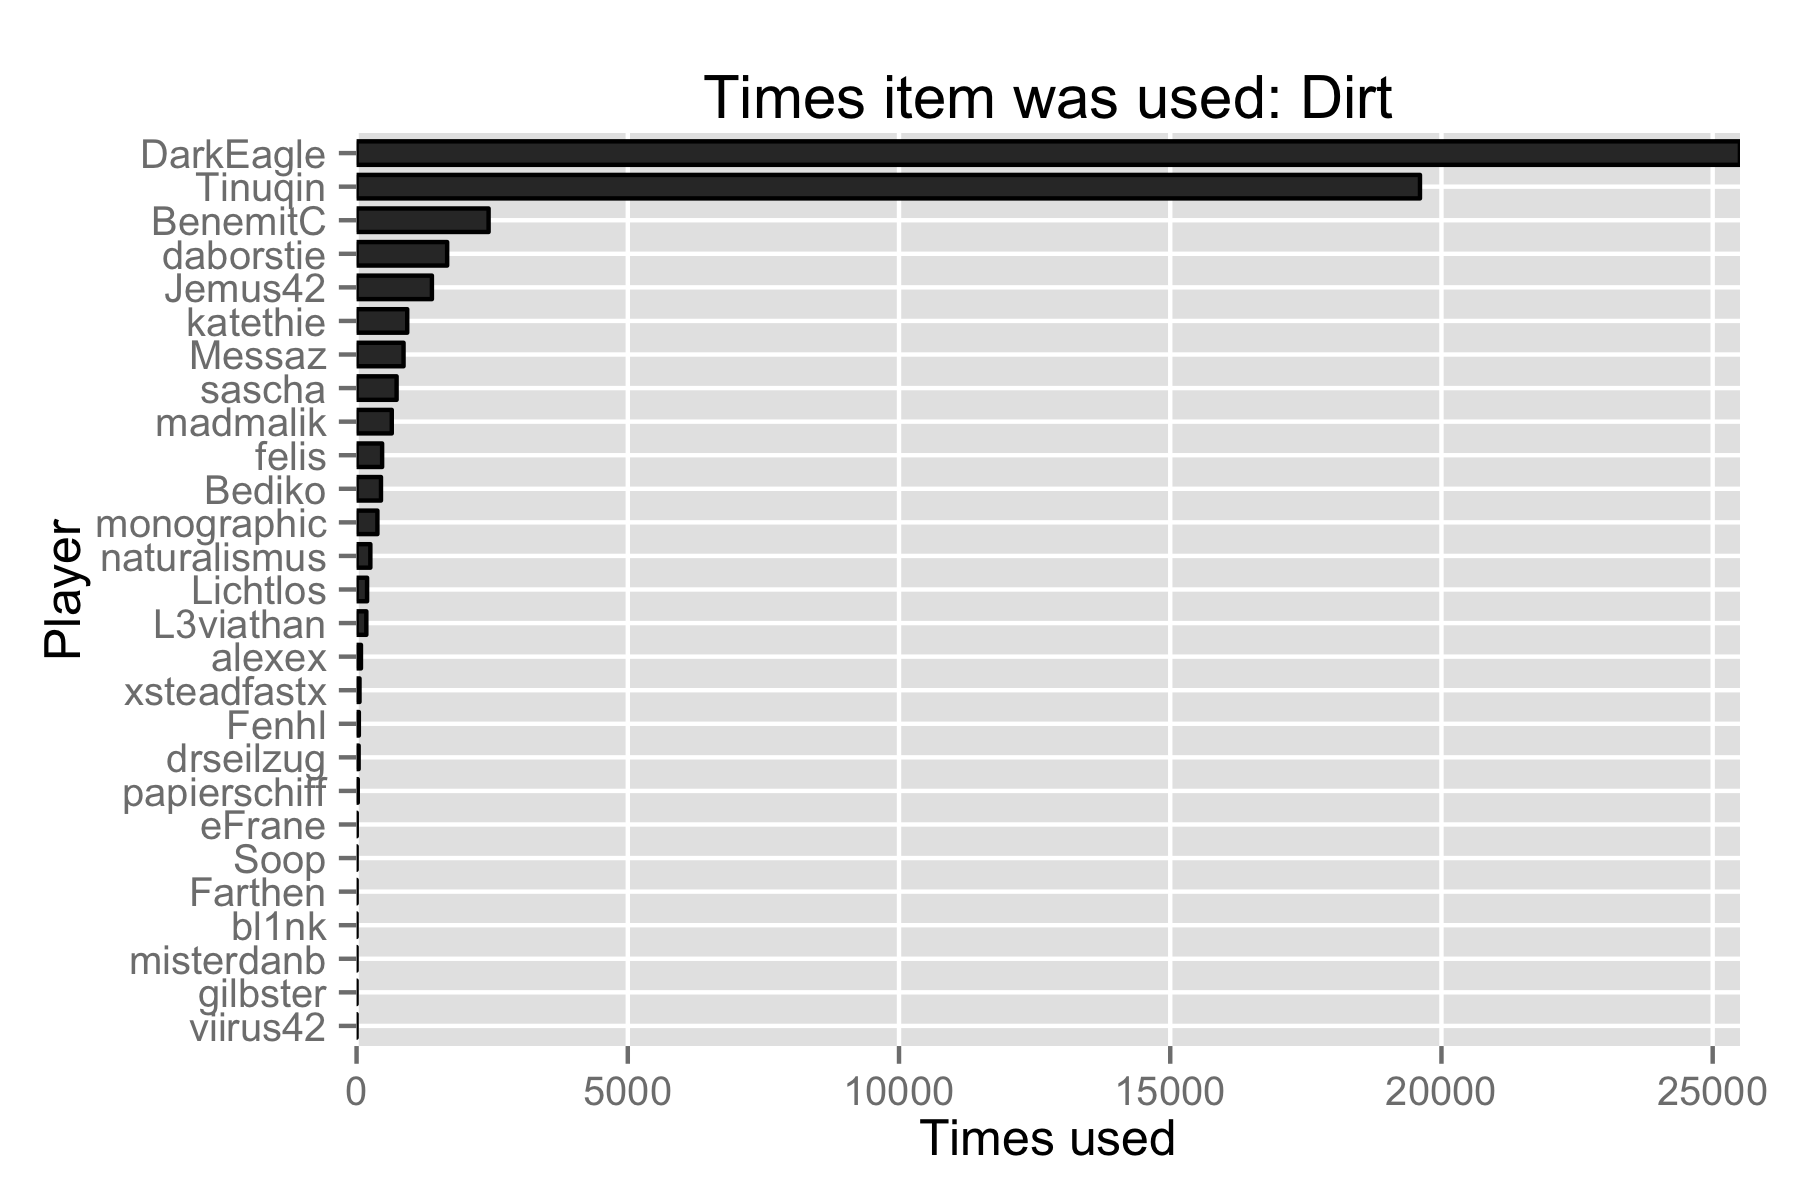 Times item was used: Dirt
DarkEagle
Tinuqin
BenemitC
daborstie
Jemus42
katethie
Messaz
sascha
madmalik
felis
Bediko
monographic
naturalismus
Lichtlos
L3viathan
alexex
xsteadfastx
Fenhl
drseilzug
papierschiff
eFrane
Soop
Farthen
bl1nk
misterdanb
gilbster
viirus42
Player
0 5000 10000 15000 20000 25000
Times used